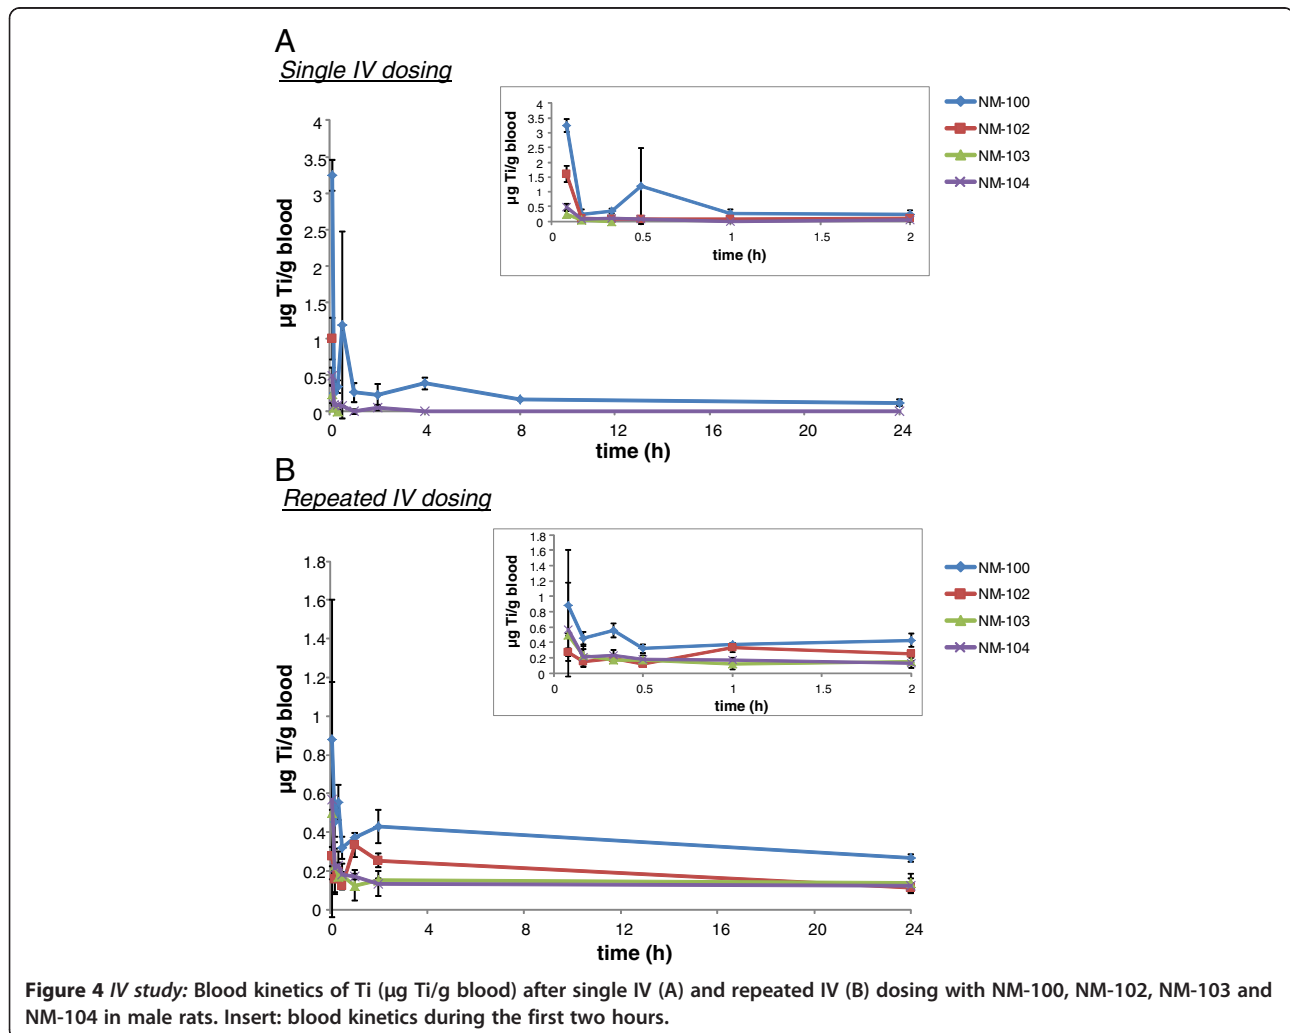 A
Single IV dosing
µg Ti/g blood
4
3.5
3
2.5
2
1.5
1
0.5
0
0 4 8 12 16 20 24
time (h)
µg Ti/g blood
4
3.5
3
2.5
2
1.5
1
0.5
0
0 0.5 1 1.5 2
time (h)
NM-100
NM-102
NM-103
NM-104
B
Repeated IV dosing
µg Ti/g blood
1.8
1.6
1.4
1.2
1
0.8
0.6
0.4
0.2
0
0 4 8 12 16 20 24
time (h)
µg Ti/g blood
1.8
1.6
1.4
1.2
1
0.8
0.6
0.4
0.2
0
0 0.5 1 1.5 2
time (h)
NM-100
NM-102
NM-103
NM-104
Figure 4 IV study: Blood kinetics of Ti (µg Ti/g blood) after single IV (A) and repeated IV (B) dosing with NM-100, NM-102, NM-103 and
NM-104 in male rats. Insert: blood kinetics during the first two hours.